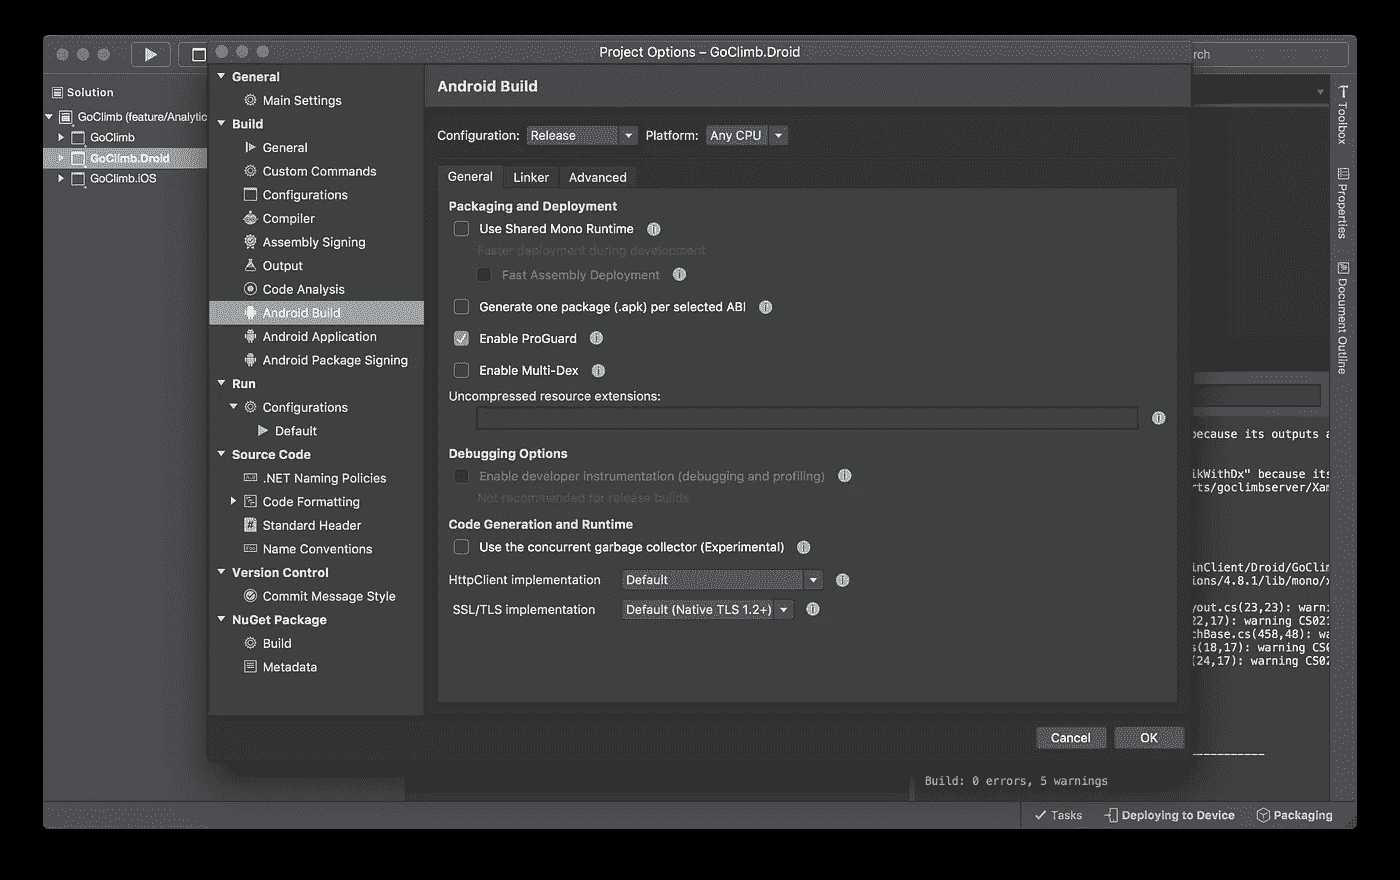 Project Options – GoClimb.Droid
rch
Solution
GoClimb (feature/Analytic
GoClimb
GoClimb.Droid
GoClimb.iOS
General
Main Settings
Build
General
Custom Commands
Configurations
Compiler
Assembly Signing
Output
Code Analysis
Android Build
Android Application
Android Package Signing
Run
Configurations
Default
Source Code
.NET Naming Policies
Code Formatting
Standard Header
Name Conventions
Version Control
Commit Message Style
NuGet Package
Build
Metadata
Android Build
Configuration: Release Platform: Any CPU
General Linker Advanced
Packaging and Deployment
Use Shared Mono Runtime
Faster deployment during development
Fast Assembly Deployment
Generate one package (.apk) per selected ABI
Enable ProGuard
Enable Multi-Dex
Uncompressed resource extensions:
Debugging Options
Enable developer instrumentation (debugging and profiling)
Not recommended for release builds
Code Generation and Runtime
Use the concurrent garbage collector (Experimental)
HttpClient implementation Default
SSL/TLS implementation Default (Native TLS 1.2+)
Cancel OK
Toolbox
Properties
Document Outline
because its outputs a
ikWithDx" because its
rts/goclimbserver/Xam
inClient/Droid/GoClim
ions/4.8.1/lib/mono/x
yout.cs(23,23): warni
22,17): warning CS021
chBase.cs(458,48): wa
s(18,17): warning CS0
(24,17): warning CS02
Build: 0 errors, 5 warnings
Tasks Deploying to Device Packaging